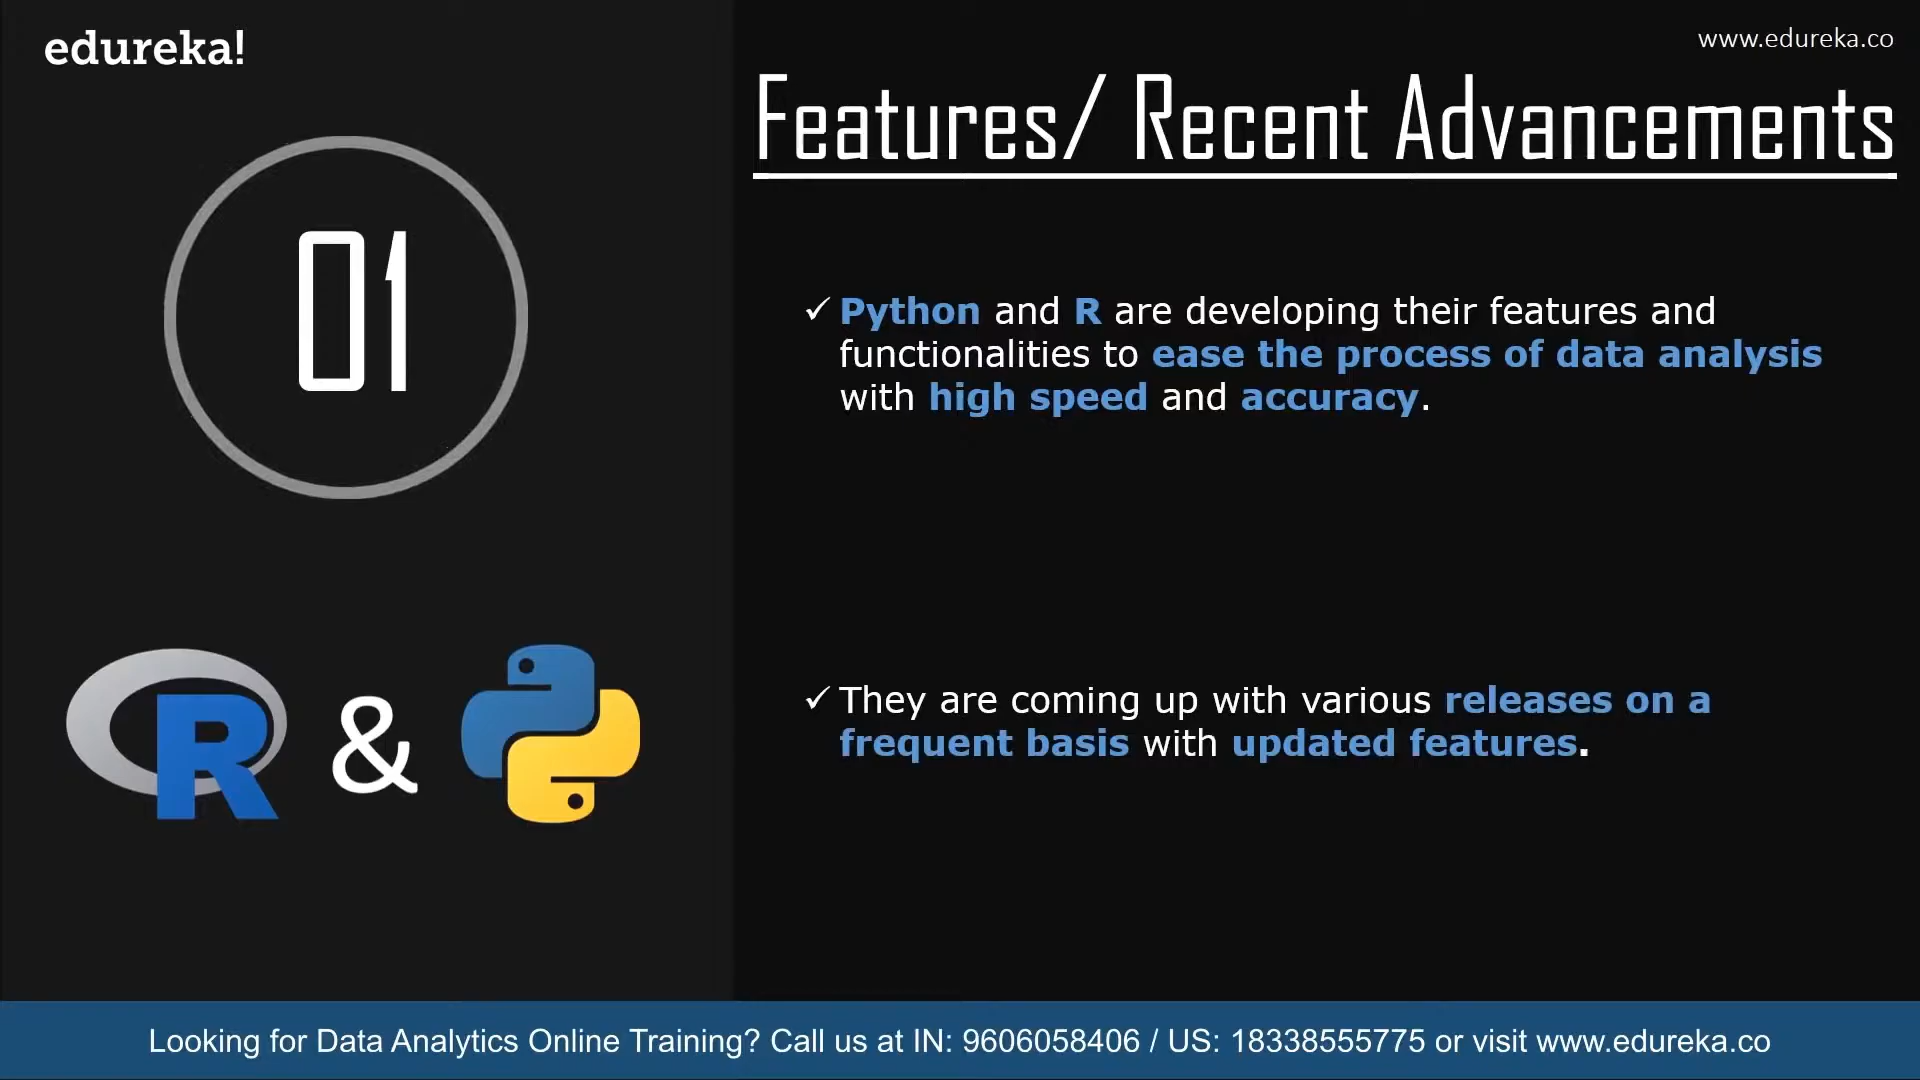 edureka!
www.edureka.co
Features/ Recent Advancements
01
✓ Python and R are developing their features and
functionalities to ease the process of data analysis
with high speed and accuracy.
R & 
✓ They are coming up with various releases on a
frequent basis with updated features.
Looking for Data Analytics Online Training? Call us at IN: 9606058406 / US: 18338555775 or visit www.edureka.co